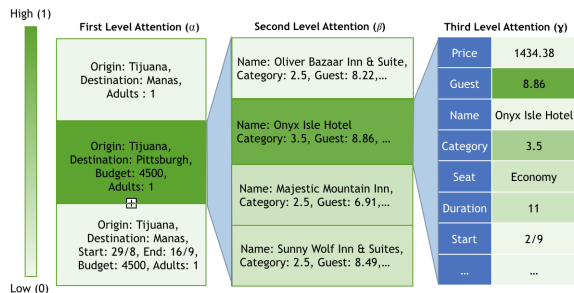 High (1)
First Level Attention (α)
Second Level Attention (β)
Third Level Attention (ɣ)
Origin: Tijuana,
Destination: Manas,
Adults : 1
Origin: Tijuana,
Destination: Pittsburgh,
Budget: 4500,
Adults: 1
Origin: Tijuana,
Destination: Manas,
Start: 29/8, End: 16/9,
Budget: 4500, Adults: 1
Name: Oliver Bazaar Inn & Suite,
Category: 2.5, Guest: 8.22,...
Name: Onyx Isle Hotel
Category: 3.5, Guest: 8.86, ...
Name: Majestic Mountain Inn,
Category: 2.5, Guest: 6.91,...
Name: Sunny Wolf Inn & Suites,
Category: 2.5, Guest: 8.49,...
Price 1434.38
Guest 8.86
Name Onyx Isle Hotel
Category 3.5
Seat Economy
Duration 11
Start 2/9
... ...
Low (0)